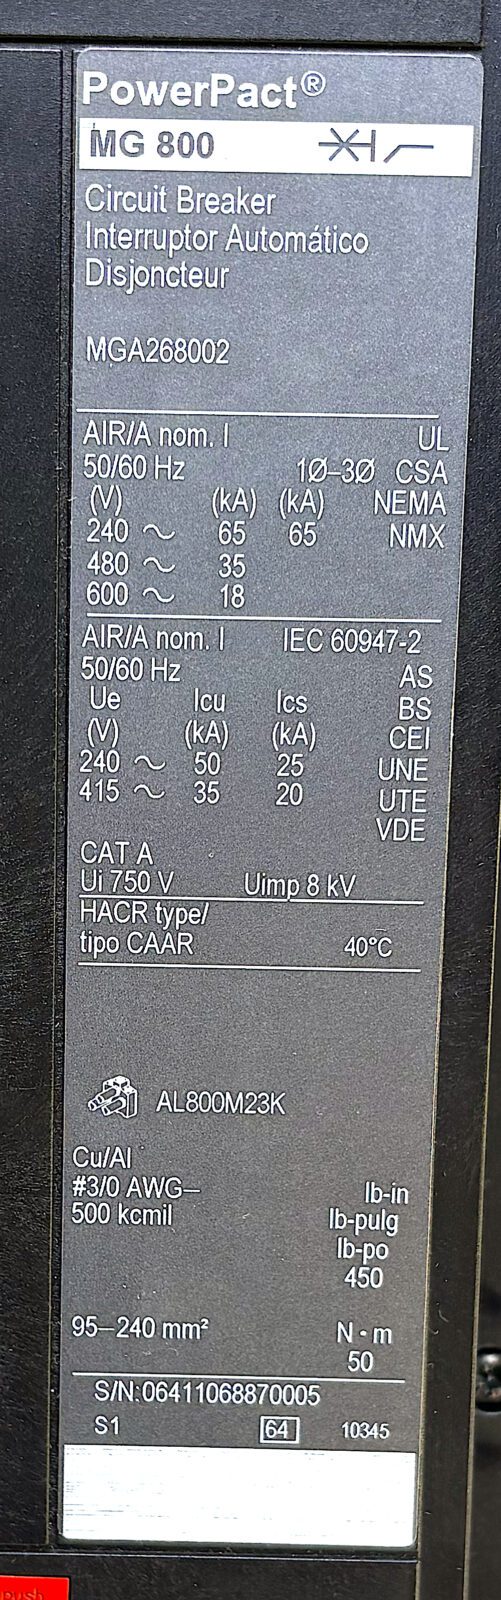 PowerPact®
MG 800
Circuit Breaker
Interruptor Automático
Disjoncteur
MGA268002
AIR/A nom. I UL
50/60 Hz 1Ø–3Ø CSA
(V) (kA) (kA) NEMA
240 ~ 65 65 NMX
480 ~ 35
600 ~ 18
AIR/A nom. I IEC 60947-2
50/60 Hz AS
Ue Icu Ics BS
(V) (kA) (kA) CEI
240 ~ 50 25 UNE
415 ~ 35 20 UTE
VDE
CAT A
Ui 750 V Uimp 8 kV
HACR type/
tipo CAAR 40°C
AL800M23K
Cu/Al
#3/0 AWG– lb-in
500 kcmil lb-pulg
lb-po
450
95–240 mm² N·m
50
S/N:06411068870005
S1 64 10345
push